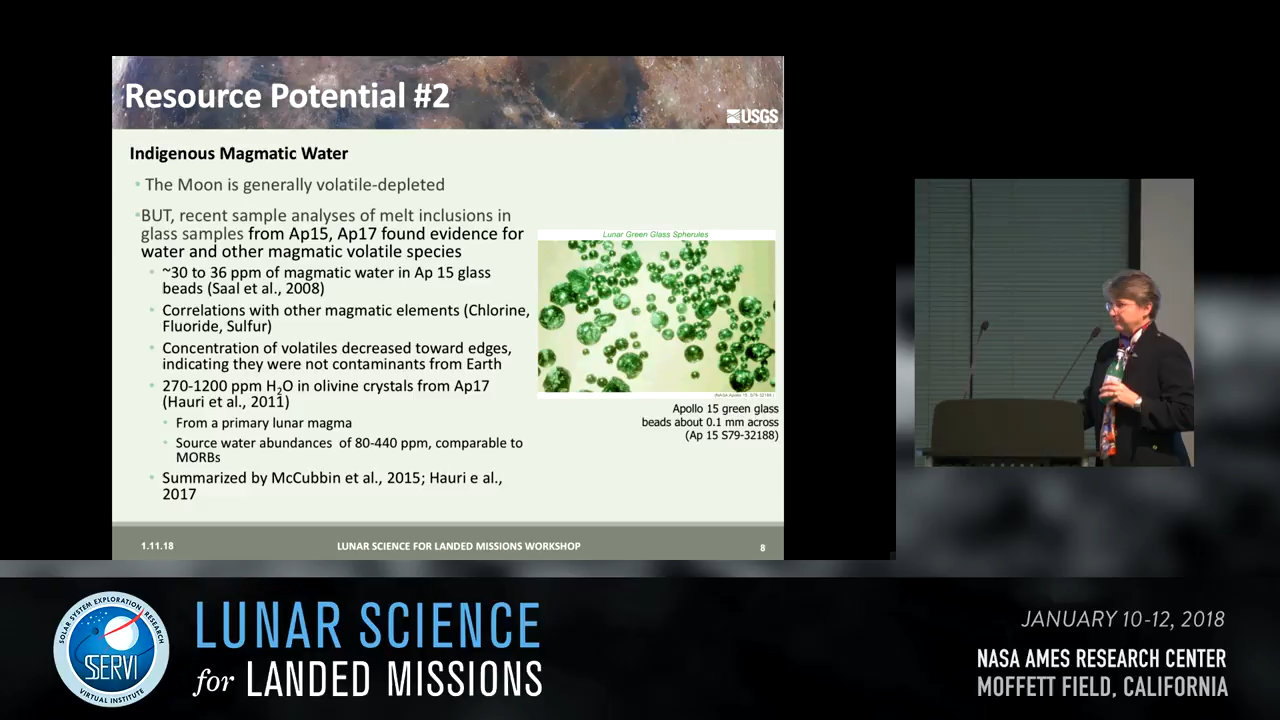 Resource Potential #2
USGS
Indigenous Magmatic Water
• The Moon is generally volatile-depleted
•BUT, recent sample analyses of melt inclusions in
glass samples from Ap15, Ap17 found evidence for
water and other magmatic volatile species
• ~30 to 36 ppm of magmatic water in Ap 15 glass
beads (Saal et al., 2008)
• Correlations with other magmatic elements (Chlorine,
Fluoride, Sulfur)
• Concentration of volatiles decreased toward edges,
indicating they were not contaminants from Earth
• 270-1200 ppm H2O in olivine crystals from Ap17
(Hauri et al., 2011)
• From a primary lunar magma
• Source water abundances of 80-440 ppm, comparable to
MORBs
• Summarized by McCubbin et al., 2015; Hauri e al.,
2017
Lunar Green Glass Spherules
(NASA Apollo 15, S79-32188)
Apollo 15 green glass
beads about 0.1 mm across
(Ap 15 S79-32188)
1.11.18
LUNAR SCIENCE FOR LANDED MISSIONS WORKSHOP
8
SOLAR SYSTEM EXPLORATION RESEARCH
SSERVI
VIRTUAL INSTITUTE
LUNAR SCIENCE
for LANDED MISSIONS
JANUARY 10-12, 2018
NASA AMES RESEARCH CENTER
MOFFETT FIELD, CALIFORNIA